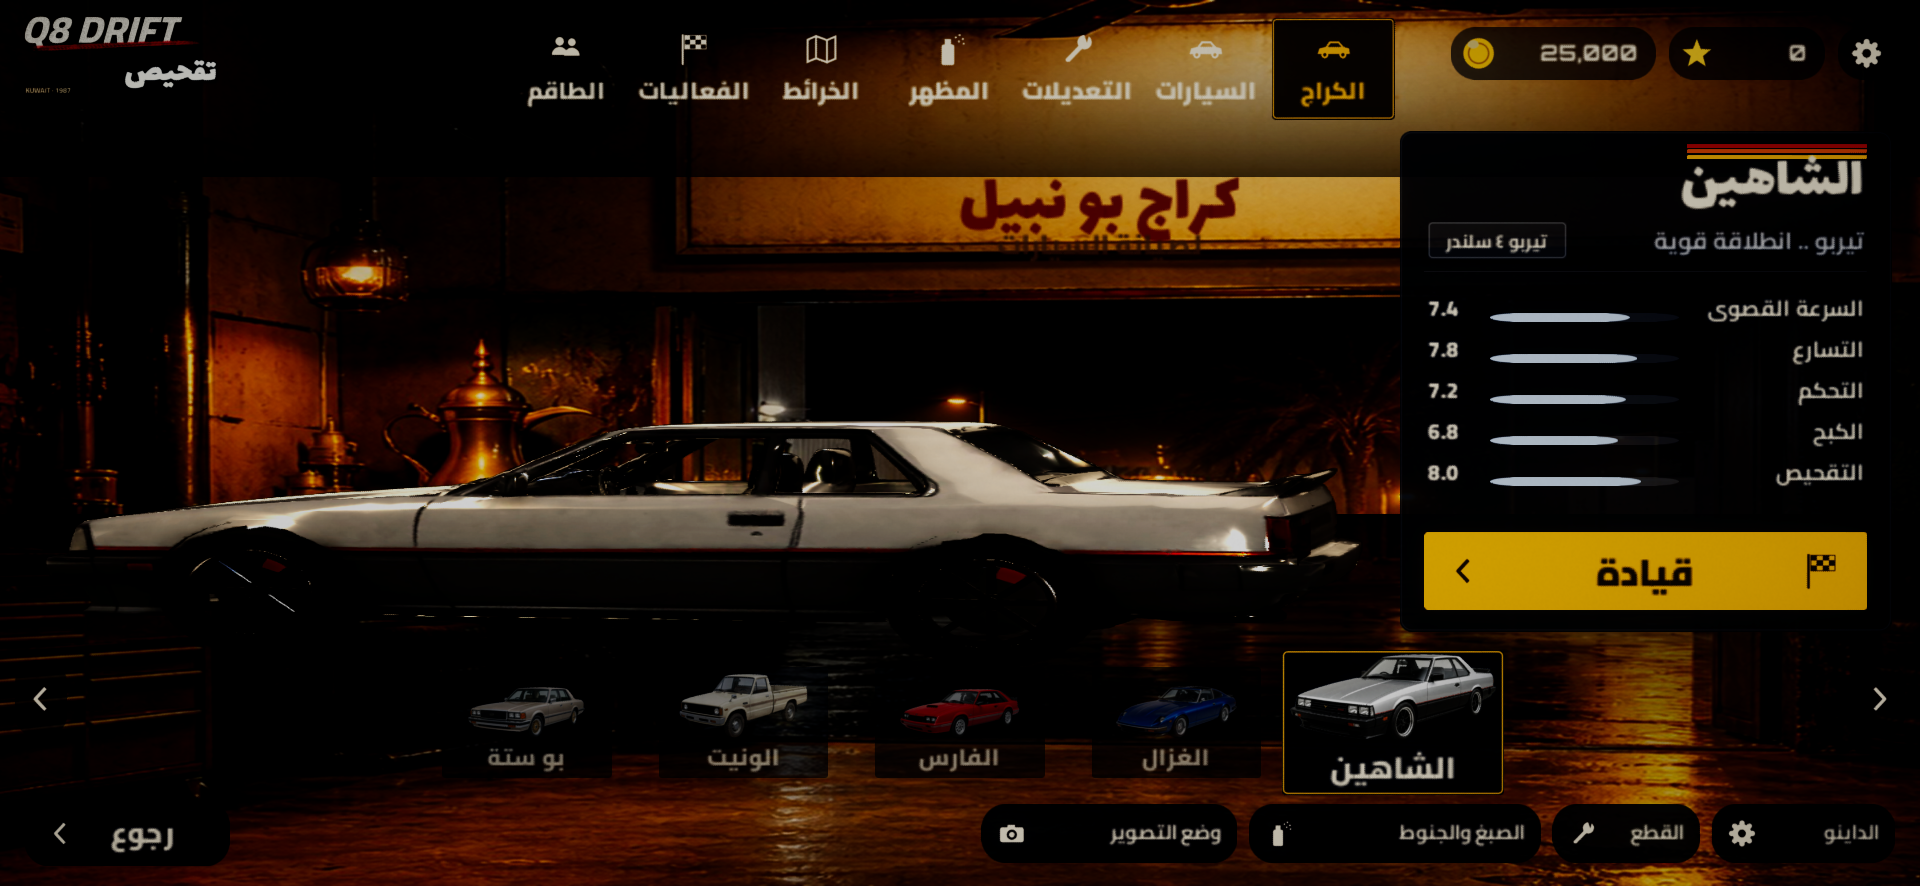 Q8 DRIFT
تفحيص
KUWAIT · 1987
الكراج
السيارات
التعديلات
المظهر
الخرائط
الفعاليات
الطاقم
25,000
0
كراج بو نبيل
الشاهين
تيربو .. انطلاقة قوية
تيربو ٤ سلندر
السرعة القصوى 7.4
التسارع 7.8
التحكم 7.2
الكبح 6.8
التفحيص 8.0
قيادة
الشاهين
الغزال
الفارس
الونيت
بو ستة
الداينو
القطع
الصبغ والجنوط
وضع التصوير
رجوع